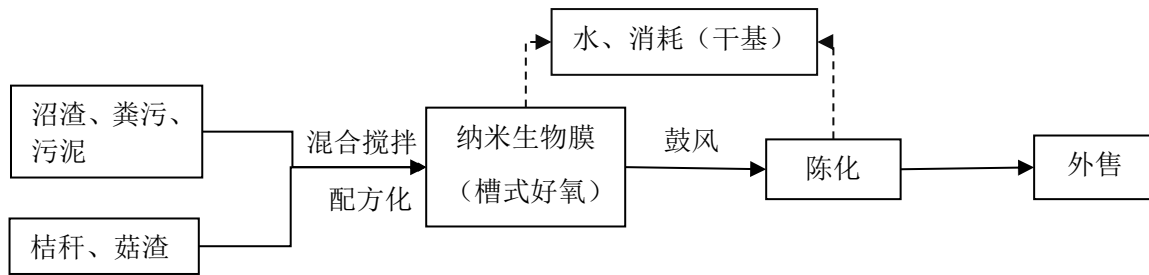 水、消耗（干基）
沼渣、粪污、
污泥
混合搅拌
配方化
纳米生物膜
（槽式好氧）
鼓风
陈化
外售
桔秆、菇渣